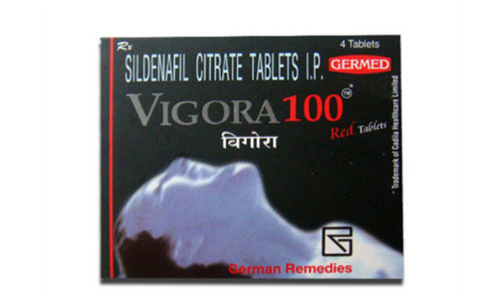 Rx
4 Tablets
SILDENAFIL CITRATE TABLETS I.P.
GERMED
VIGORA 100 TM*
Red Tablets
विगोरा
* Trademark of Cadila Healthcare Limited
German Remedies